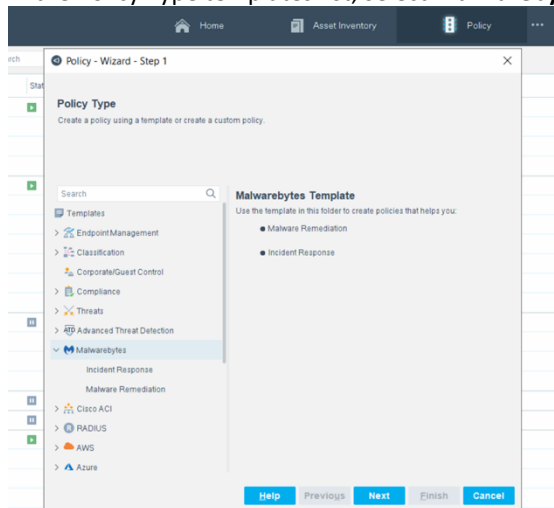 Home
Asset Inventory
Policy
Policy - Wizard - Step 1
Policy Type
Create a policy using a template or create a custom policy.
Search
Templates
Endpoint Management
Classification
Corporate/Guest Control
Compliance
Threats
ATD Advanced Threat Detection
Malwarebytes
Incident Response
Malware Remediation
Cisco ACI
RADIUS
AWS
Azure
Malwarebytes Template
Use the template in this folder to create policies that helps you:
Malware Remediation
Incident Response
Help Previous Next Finish Cancel